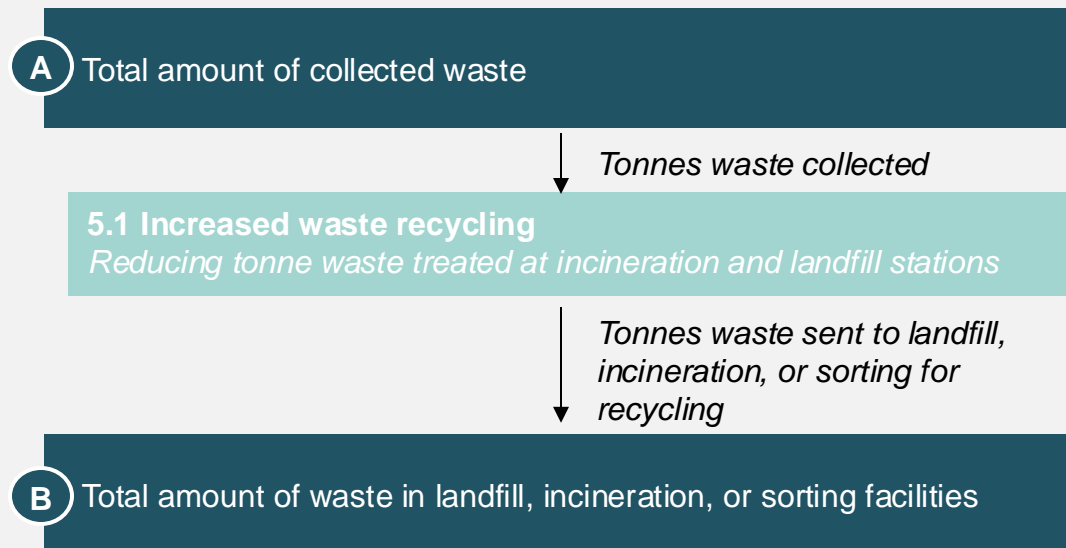 A
Total amount of collected waste
Tonnes waste collected
5.1 Increased waste recycling
Reducing tonne waste treated at incineration and landfill stations
Tonnes waste sent to landfill,
incineration, or sorting for
recycling
B
Total amount of waste in landfill, incineration, or sorting facilities